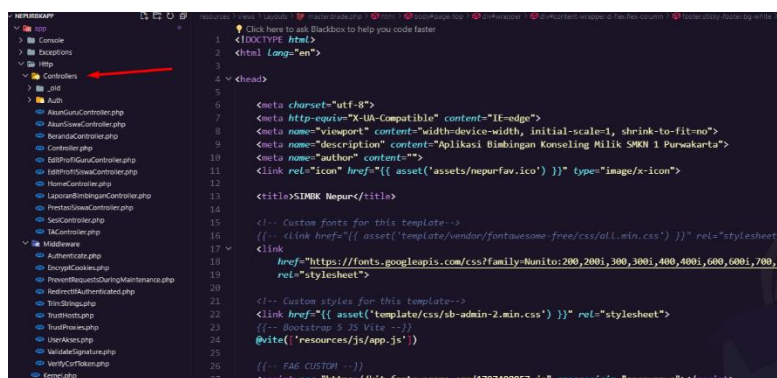 NEPURBKAPP
app
Console
Exceptions
Http
Controllers
_old
Auth
AkunGuruController.php
AkunSiswaController.php
BerandaController.php
Controller.php
EditProfilGuruController.php
EditProfilSiswaController.php
HomeController.php
LaporanBimbinganController.php
PrestasiSiswaController.php
SesiController.php
TAController.php
Middleware
Authenticate.php
EncryptCookies.php
PreventRequestsDuringMaintenance.php
RedirectIfAuthenticated.php
TrimStrings.php
TrustHosts.php
TrustProxies.php
UserAkses.php
ValidateSignature.php
VerifyCsrfToken.php
Kernel.php
resources > views > Layouts > master.blade.php > html > body#page-top > div#wrapper > div#content-wrapper.d-flex.flex-column > footer.sticky-footer.bg-white
Click here to ask Blackbox to help you code faster
1 <!DOCTYPE html>
2 <html lang="en">
3
4 <head>
5
6 <meta charset="utf-8">
7 <meta http-equiv="X-UA-Compatible" content="IE=edge">
8 <meta name="viewport" content="width=device-width, initial-scale=1, shrink-to-fit=no">
9 <meta name="description" content="Aplikasi Bimbingan Konseling Milik SMKN 1 Purwakarta">
10 <meta name="author" content="">
11 <link rel="icon" href="{{ asset('assets/nepurfav.ico') }}" type="image/x-icon">
12
13 <title>SIMBK Nepur</title>
14
15 <!-- Custom fonts for this template-->
16 {{-- <link href="{{ asset('template/vendor/fontawesome-free/css/all.min.css') }}" rel="stylesheet
17 <link
18 href="https://fonts.googleapis.com/css?family=Nunito:200,200i,300,300i,400,400i,600,600i,700,
19 rel="stylesheet">
20
21 <!-- Custom styles for this template-->
22 <link href="{{ asset('template/css/sb-admin-2.min.css') }}" rel="stylesheet">
23 {{-- Bootstrap 5 JS Vite --}}
24 @vite(['resources/js/app.js'])
25
26 {{-- FA6 CUSTOM --}}